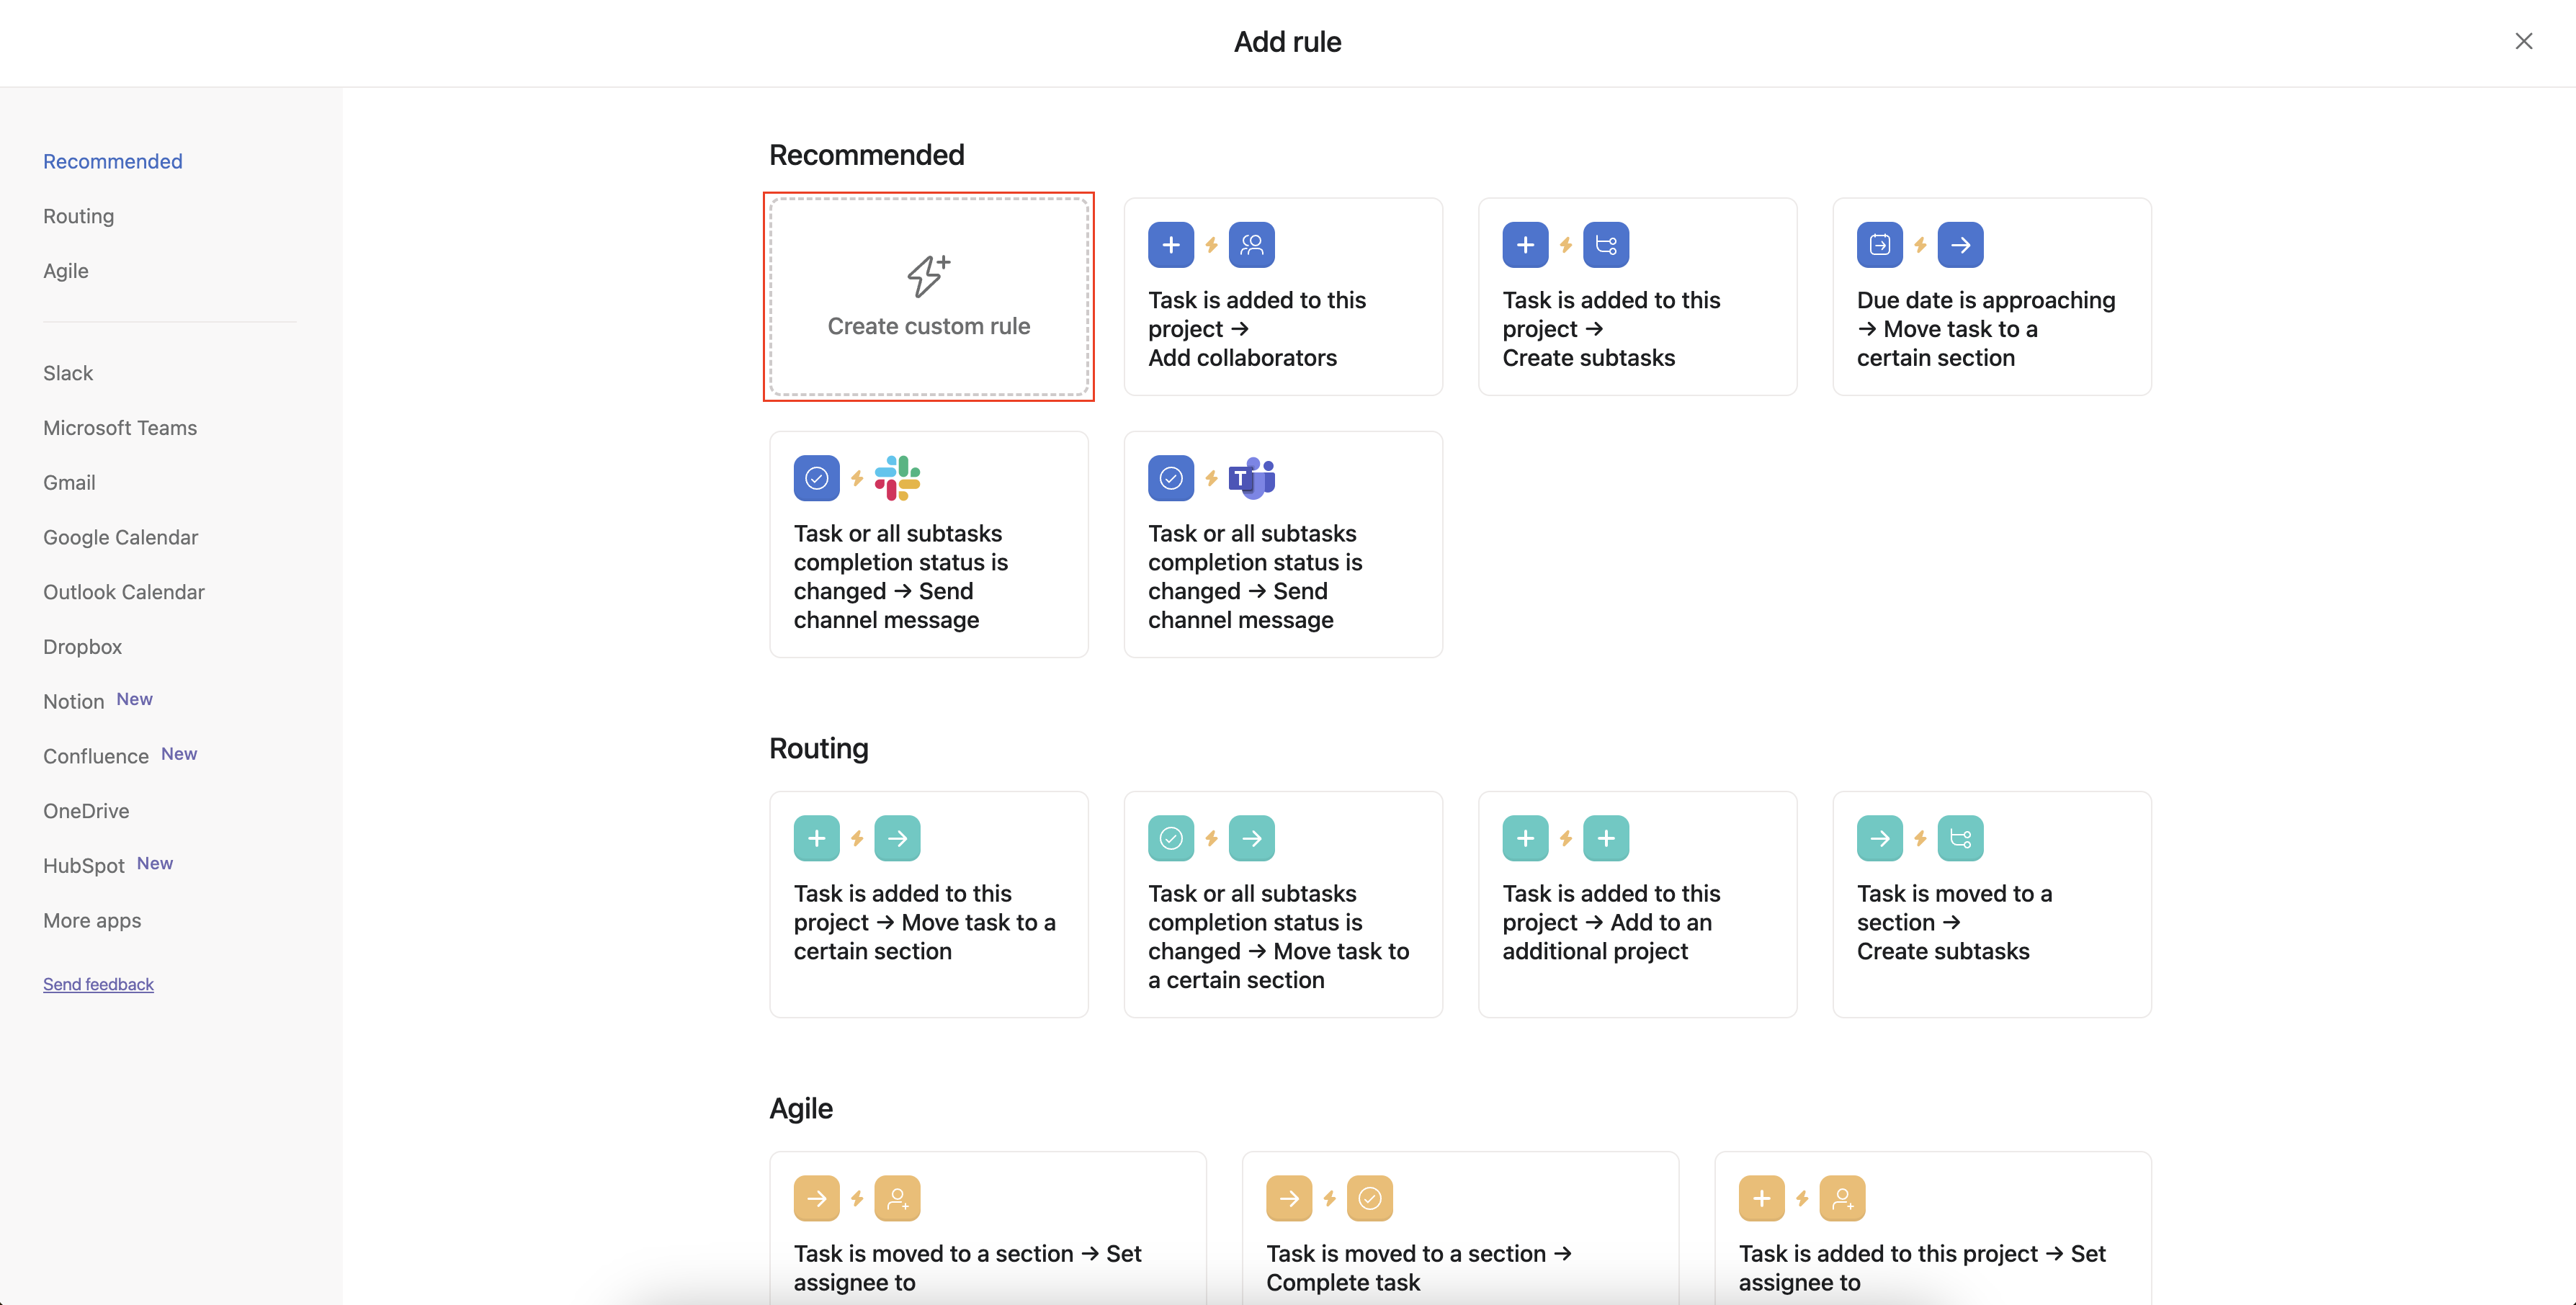 Add rule
Recommended
Routing
Agile
Slack
Microsoft Teams
Gmail
Google Calendar
Outlook Calendar
Dropbox
Notion New
Confluence New
OneDrive
HubSpot New
More apps
Send feedback
Recommended
Create custom rule
Task is added to this
project →
Add collaborators
Task is added to this
project →
Create subtasks
Due date is approaching
→ Move task to a
certain section
Task or all subtasks
completion status is
changed → Send
channel message
T
Task or all subtasks
completion status is
changed → Send
channel message
Routing
Task is added to this
project → Move task to a
certain section
Task or all subtasks
completion status is
changed → Move task to
a certain section
Task is added to this
project → Add to an
additional project
Task is moved to a
section →
Create subtasks
Agile
Task is moved to a section → Set
assignee to
Task is moved to a section →
Complete task
Task is added to this project → Set
assignee to